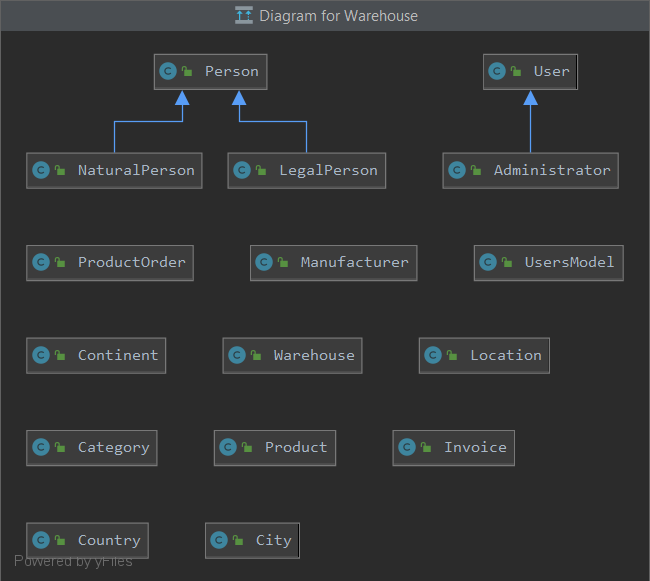 Diagram for Warehouse
Person User
NaturalPerson LegalPerson Administrator
ProductOrder Manufacturer UsersModel
Continent Warehouse Location
Category Product Invoice
Country City
Powered by yFiles